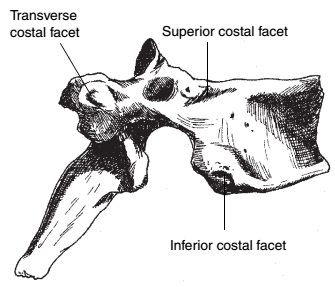 Transverse
costal facet
Superior costal facet
Inferior costal facet